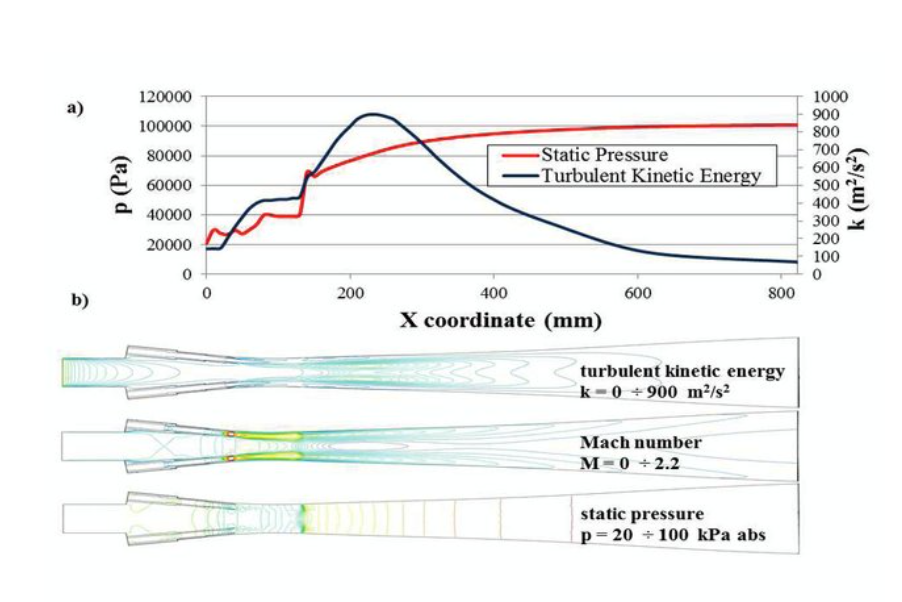 a)
120000
100000
80000
60000
40000
20000
0
p (Pa)
1000
900
800
700
600
500
400
300
200
100
0
k (m²/s²)
Static Pressure
Turbulent Kinetic Energy
0 200 400 600 800
X coordinate (mm)
b)
turbulent kinetic energy
k = 0 ÷ 900 m²/s²
Mach number
M = 0 ÷ 2.2
static pressure
p = 20 ÷ 100 kPa abs